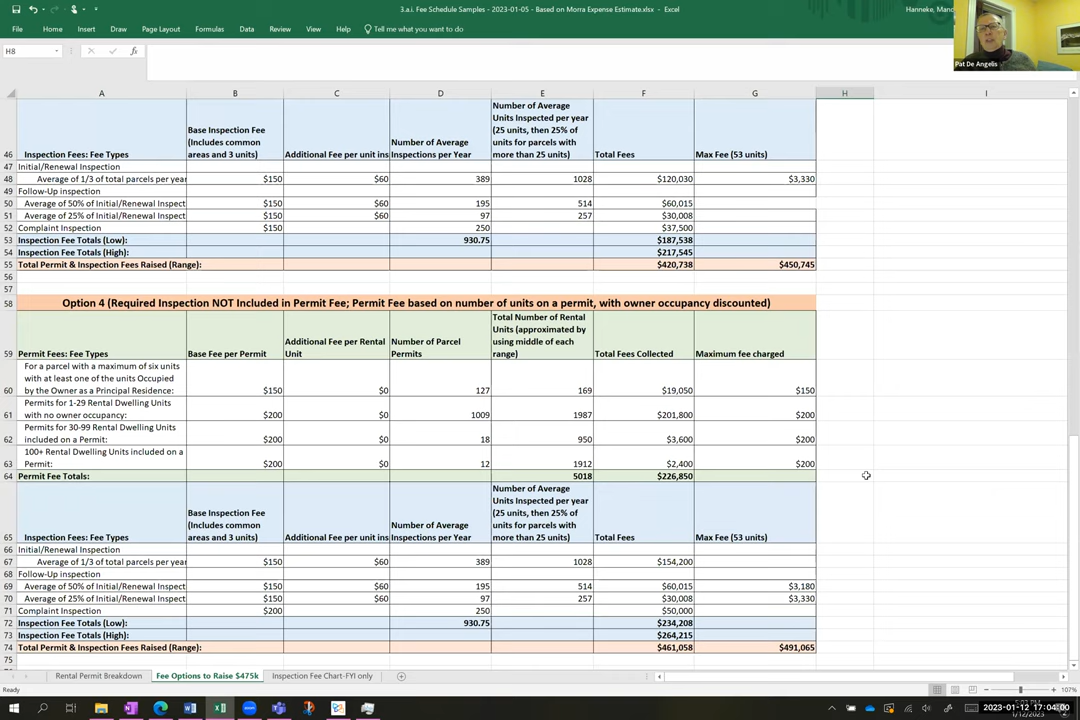 3.a.i. Fee Schedule Samples - 2023-01-05 - Based on Morra Expense Estimate.xlsx - Excel
Hanneke, Mand
File Home Insert Draw Page Layout Formulas Data Review View Help Tell me what you want to do
Pat De Angelis
H8
A B C D E F G H I
46 Inspection Fees: Fee Types Base Inspection Fee (Includes common areas and 3 units) Additional Fee per unit ins Number of Average Inspections per Year Number of Average Units Inspected per year (25 units, then 25% of units for parcels with more than 25 units) Total Fees Max Fee (53 units)
47 Initial/Renewal Inspection
48 Average of 1/3 of total parcels per year $150 $60 389 1028 $120,030 $3,330
49 Follow-Up inspection
50 Average of 50% of Initial/Renewal Inspect $150 $60 195 514 $60,015
51 Average of 25% of Initial/Renewal Inspect $150 $60 97 257 $30,008
52 Complaint Inspection $150 250 $37,500
53 Inspection Fee Totals (Low): 930.75 $187,538
54 Inspection Fee Totals (High): $217,545
55 Total Permit & Inspection Fees Raised (Range): $420,738 $450,745
56
57
58 Option 4 (Required Inspection NOT Included in Permit Fee; Permit Fee based on number of units on a permit, with owner occupancy discounted)
59 Permit Fees: Fee Types Base Fee per Permit Additional Fee per Rental Unit Number of Parcel Permits Total Number of Rental Units (approximated by using middle of each range) Total Fees Collected Maximum fee charged
60 For a parcel with a maximum of six units with at least one of the units Occupied by the Owner as a Principal Residence: $150 $0 127 169 $19,050 $150
61 Permits for 1-29 Rental Dwelling Units with no owner occupancy: $200 $0 1009 1987 $201,800 $200
62 Permits for 30-99 Rental Dwelling Units included on a Permit: $200 $0 18 950 $3,600 $200
63 100+ Rental Dwelling Units included on a Permit: $200 $0 12 1912 $2,400 $200
64 Permit Fee Totals: 5018 $226,850
65 Inspection Fees: Fee Types Base Inspection Fee (Includes common areas and 3 units) Additional Fee per unit ins Number of Average Inspections per Year Number of Average Units Inspected per year (25 units, then 25% of units for parcels with more than 25 units) Total Fees Max Fee (53 units)
66 Initial/Renewal Inspection
67 Average of 1/3 of total parcels per year $150 $60 389 1028 $154,200
68 Follow-Up inspection
69 Average of 50% of Initial/Renewal Inspect $150 $60 195 514 $60,015 $3,180
70 Average of 25% of Initial/Renewal Inspect $150 $60 97 257 $30,008 $3,330
71 Complaint Inspection $200 250 $50,000
72 Inspection Fee Totals (Low): 930.75 $234,208
73 Inspection Fee Totals (High): $264,215
74 Total Permit & Inspection Fees Raised (Range): $461,058 $491,065
75
Rental Permit Breakdown Fee Options to Raise $475k Inspection Fee Chart-FYI only
Ready 107%
2023-01-12 17:04:00
1/12/2023